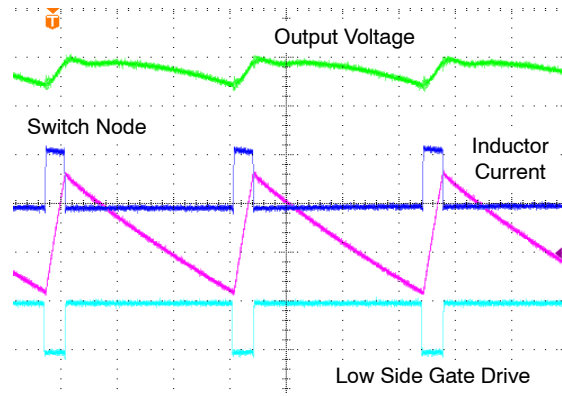 T
Output Voltage
Switch Node
Inductor
Current
Low Side Gate Drive